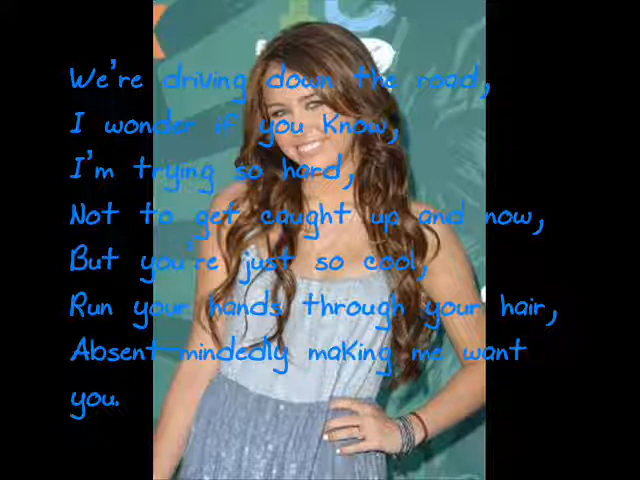 We're driving down the road,
I wonder if you know,
I'm trying so hard,
Not to get caught up and now,
But you're just so cool,
Run your hands through your hair,
Absent-mindedly making me want
you.